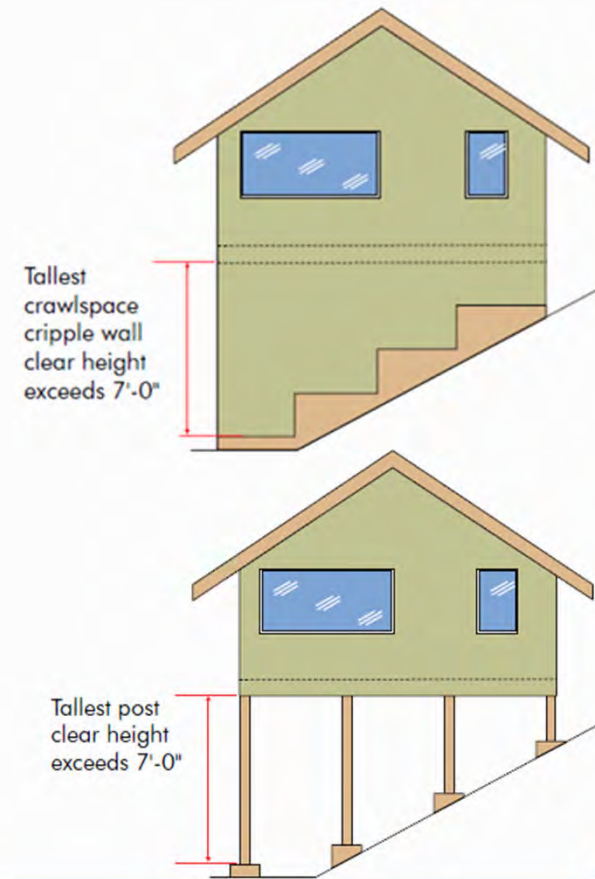 Tallest
crawlspace
cripple wall
clear height
exceeds 7'-0"
Tallest post
clear height
exceeds 7'-0"